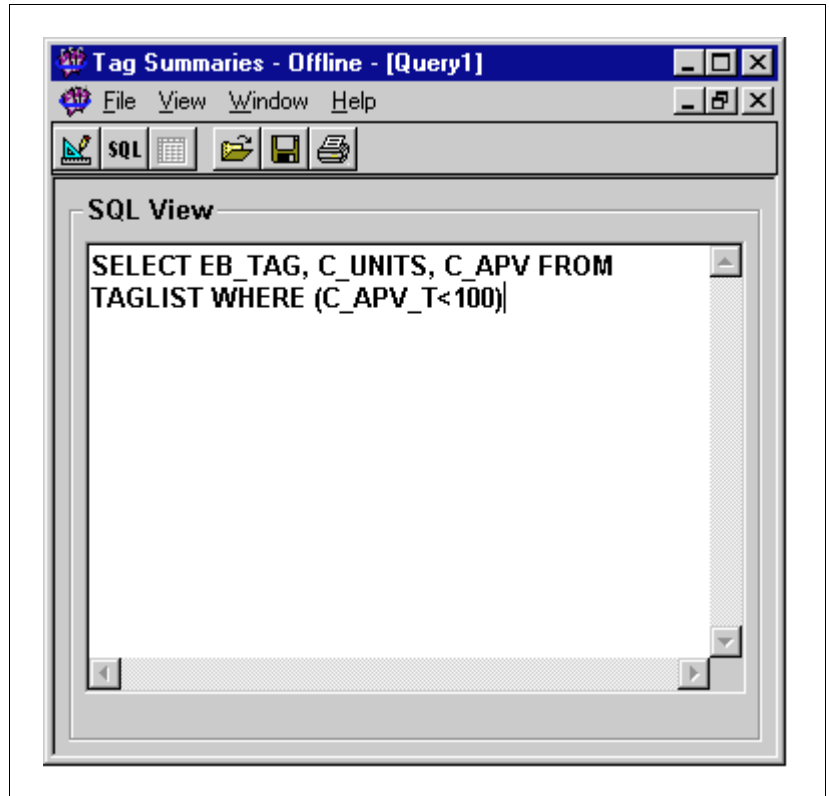 Tag Summaries - Offline - [Query1]
File View Window Help
SQL
SQL View
SELECT EB_TAG, C_UNITS, C_APV FROM
TAGLIST WHERE (C_APV_T<100)